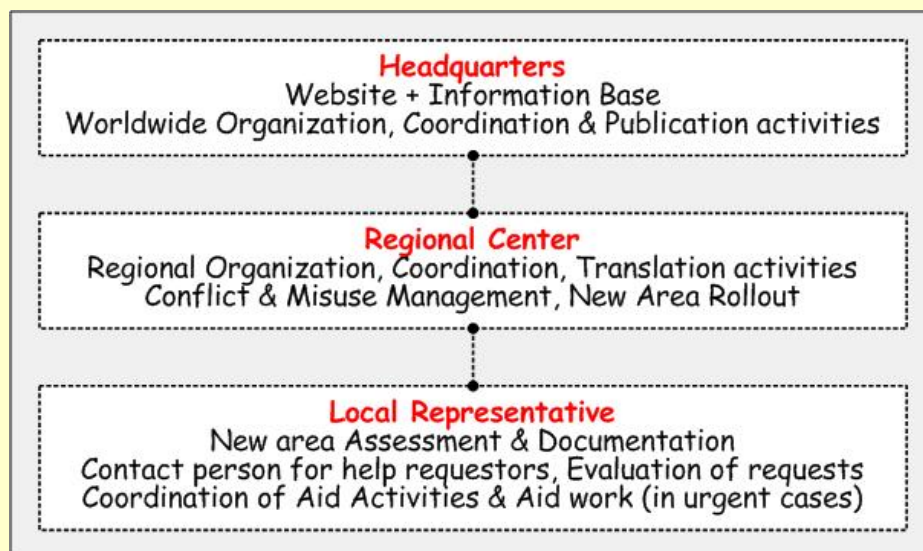 Headquarters
Website + Information Base
Worldwide Organization, Coordination & Publication activities
Regional Center
Regional Organization, Coordination, Translation activities
Conflict & Misuse Management, New Area Rollout
Local Representative
New area Assessment & Documentation
Contact person for help requestors, Evaluation of requests
Coordination of Aid Activities & Aid work (in urgent cases)